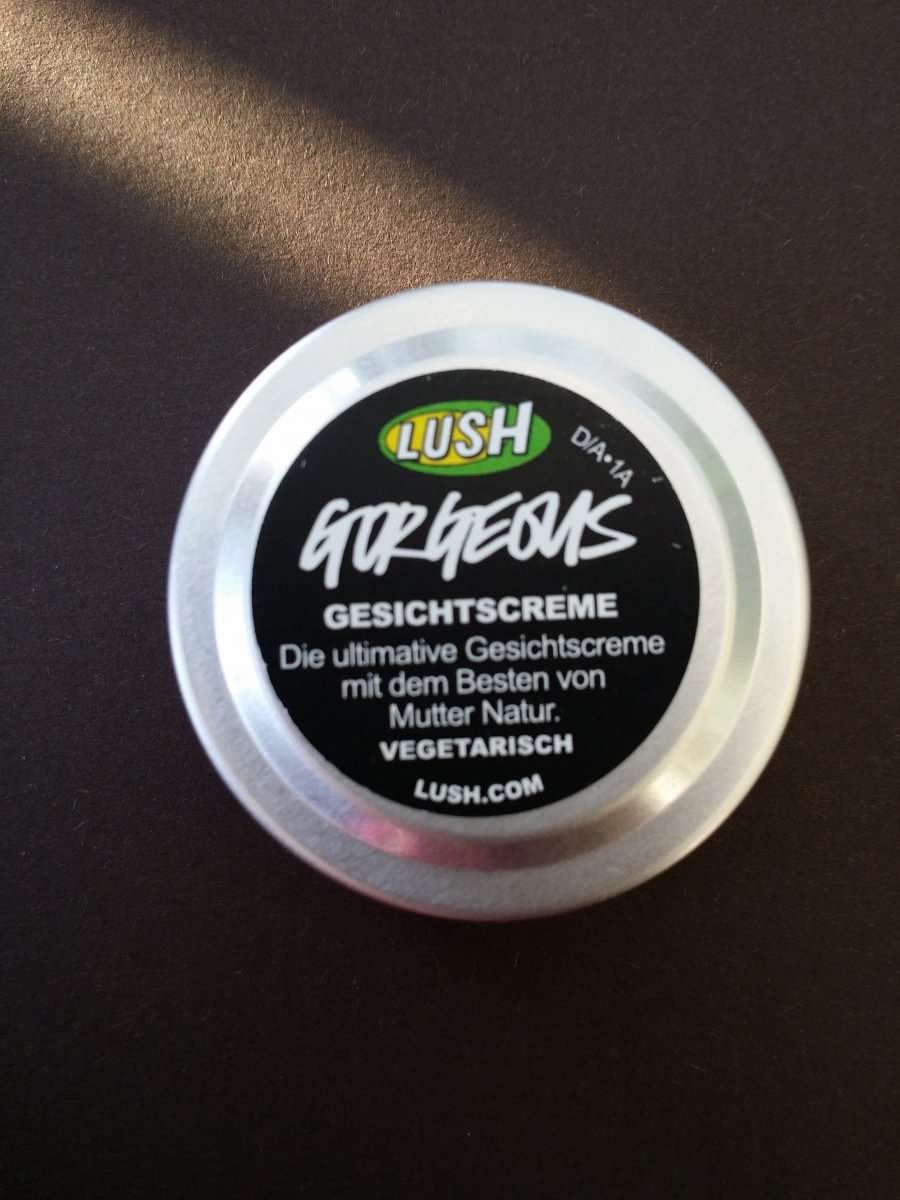 LUSH
D/A•1A
GORGEOUS
GESICHTSCREME
Die ultimative Gesichtscreme
mit dem Besten von
Mutter Natur.
VEGETARISCH
LUSH.COM